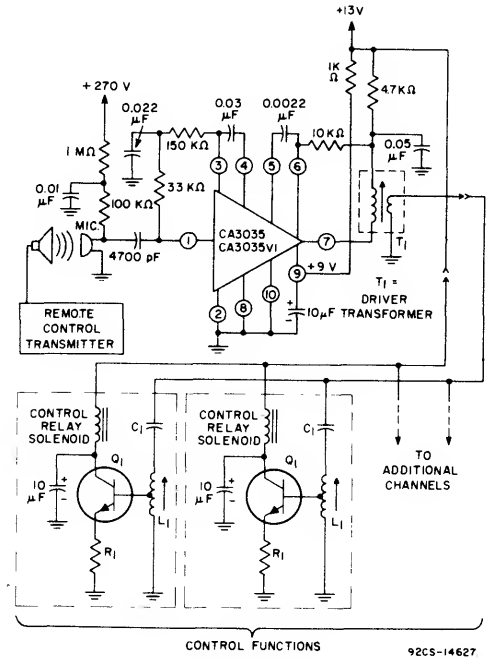 +13V
+270 V
1K
Ω
4.7KΩ
0.022
μF
0.03
μF
0.0022
μF
1 MΩ
150 KΩ
10KΩ
0.05
μF
0.01
μF
100 KΩ
33 KΩ
3
4
5
6
MIC.
4700 pF
1
CA3035
CA3035V1
7
T1
2
8
10
9
+9 V
+
-
10μF
T1 =
DRIVER
TRANSFORMER
REMOTE
CONTROL
TRANSMITTER
CONTROL
RELAY
SOLENOID
C1
Q1
10
μF
+
-
L1
R1
CONTROL
RELAY
SOLENOID
C1
Q1
10
μF
+
-
L1
R1
TO
ADDITIONAL
CHANNELS
CONTROL FUNCTIONS
92CS-14627